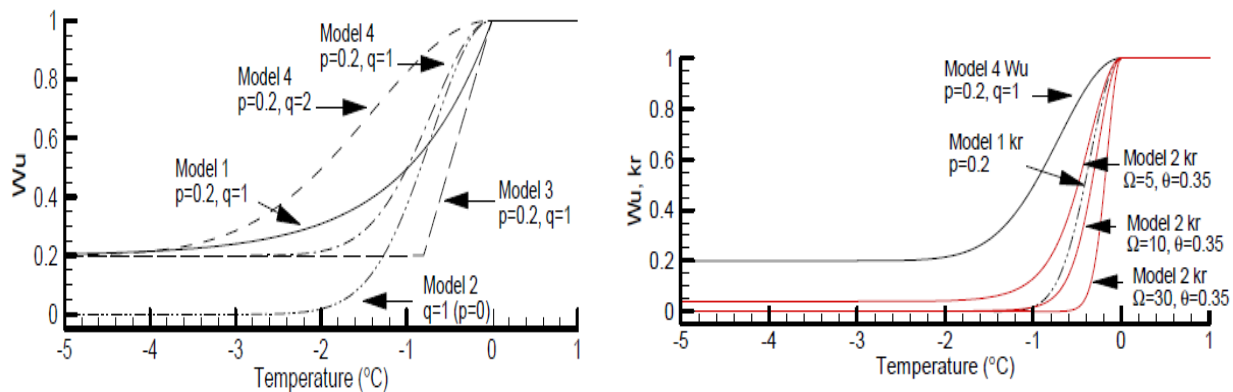 1
0.8
0.6
0.4
0.2
0
Wu
Model 4
p=0.2, q=1
Model 4
p=0.2, q=2
Model 1
p=0.2, q=1
Model 3
p=0.2, q=1
Model 2
q=1 (p=0)
-5 -4 -3 -2 -1 0 1
Temperature (°C)
1
0.8
0.6
0.4
0.2
0
Wu, kr
Model 4 Wu
p=0.2, q=1
Model 1 kr
p=0.2
Model 2 kr
Ω=5, θ=0.35
Model 2 kr
Ω=10, θ=0.35
Model 2 kr
Ω=30, θ=0.35
-5 -4 -3 -2 -1 0 1
Temperature (°C)